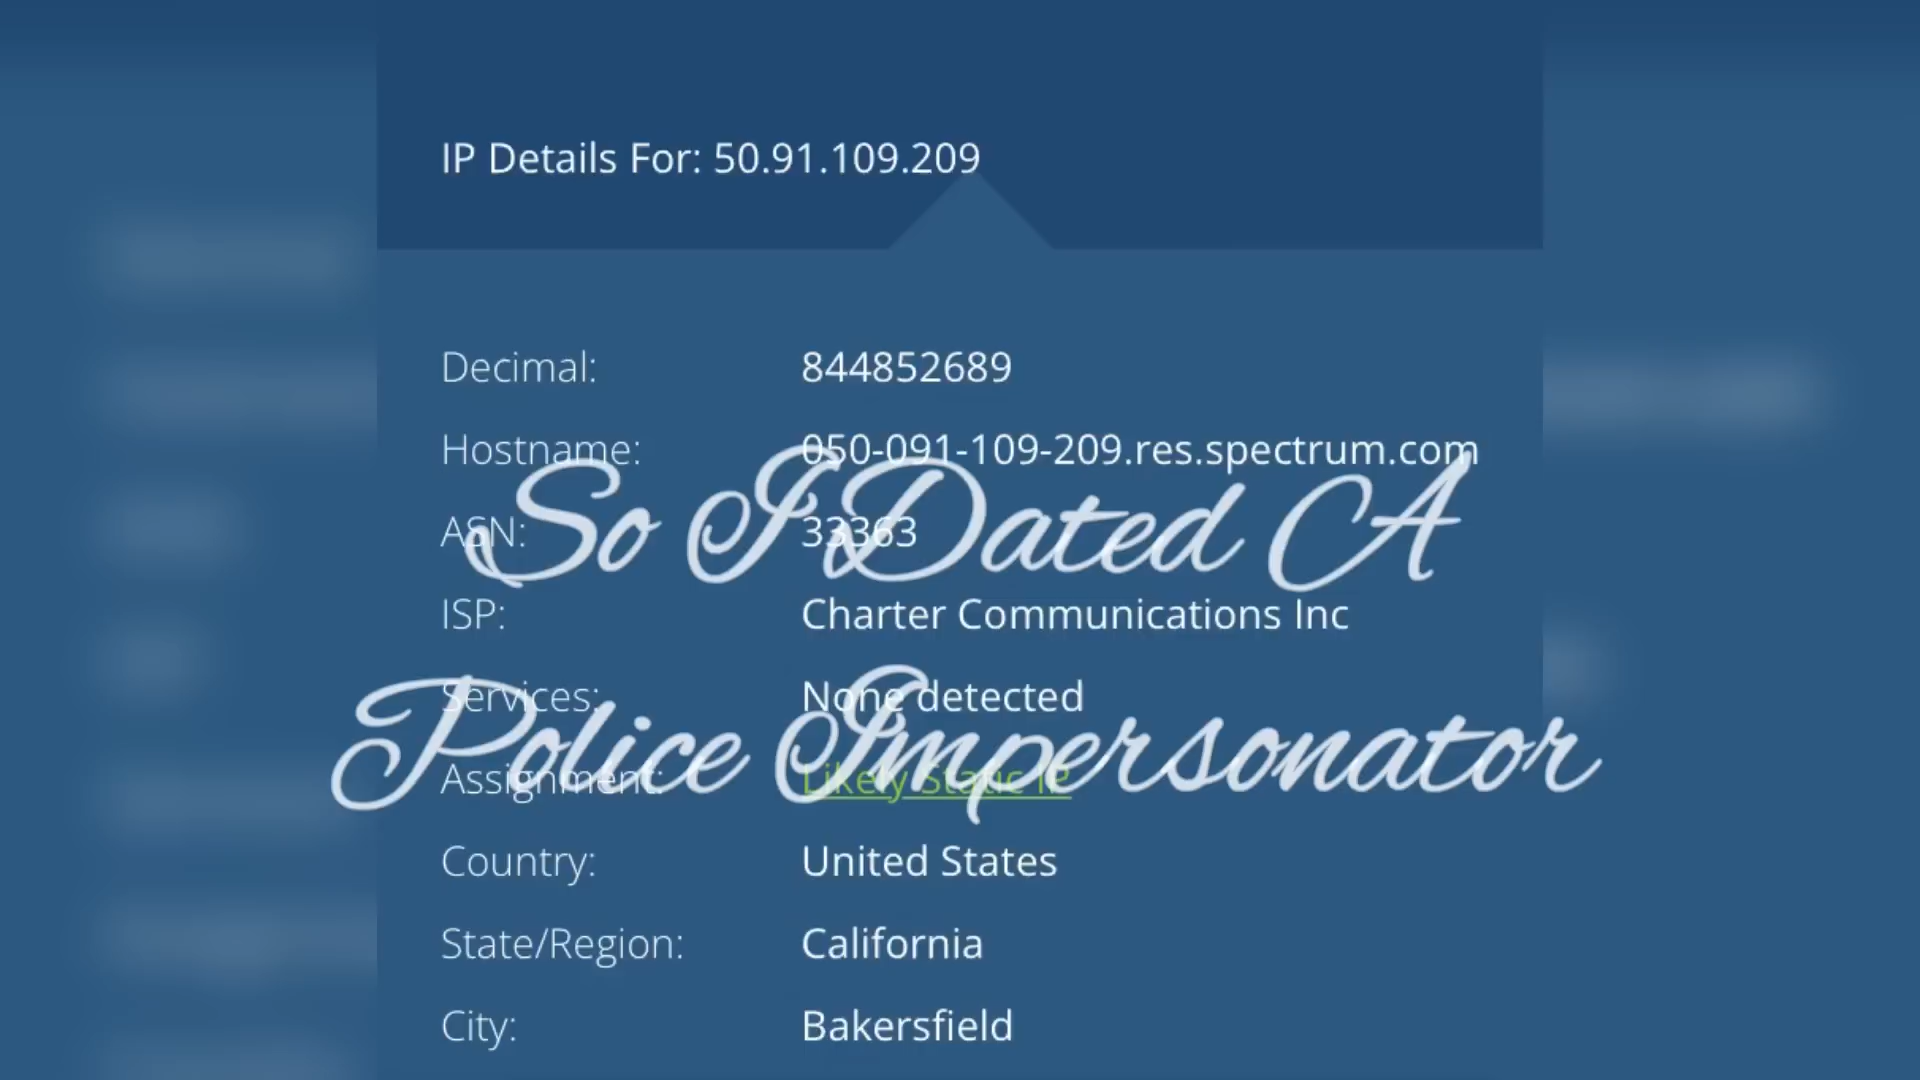 IP Details For: 50.91.109.209
Decimal: 844852689
Hostname: 050-091-109-209.res.spectrum.com
So I Dated A
ASN: 33363
ISP: Charter Communications Inc
Services: None detected
Police Impersonator
Assignment: Likely Static IP
Country: United States
State/Region: California
City: Bakersfield